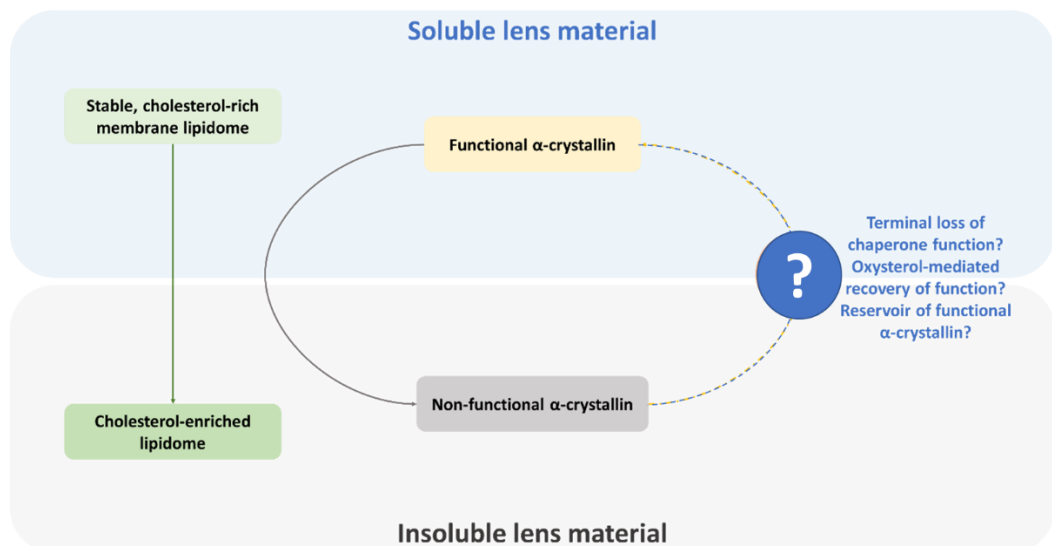 Soluble lens material
Stable, cholesterol-rich
membrane lipidome
Functional α-crystallin
?
Terminal loss of
chaperone function?
Oxysterol-mediated
recovery of function?
Reservoir of functional
α-crystallin?
Non-functional α-crystallin
Cholesterol-enriched
lipidome
Insoluble lens material